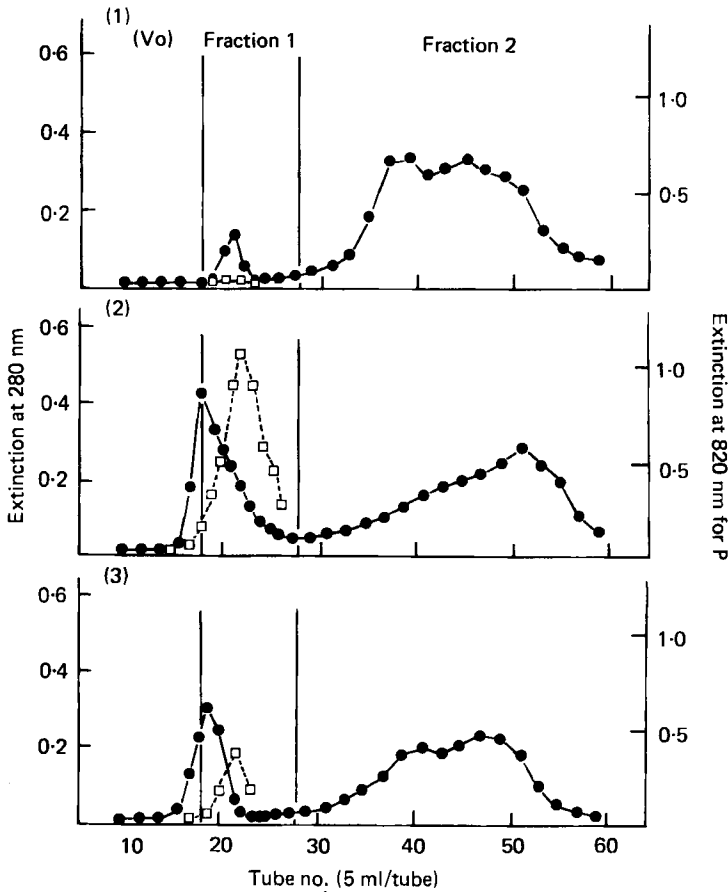 (1)
(Vo)
Fraction 1
Fraction 2
0·6
0·4
0·2
1·0
0·5
(2)
0·6
0·4
0·2
1·0
0·5
(3)
0·6
0·4
0·2
1·0
0·5
10 20 30 40 50 60
Extinction at 280 nm
Extinction at 820 nm for P
Tube no. (5 ml/tube)